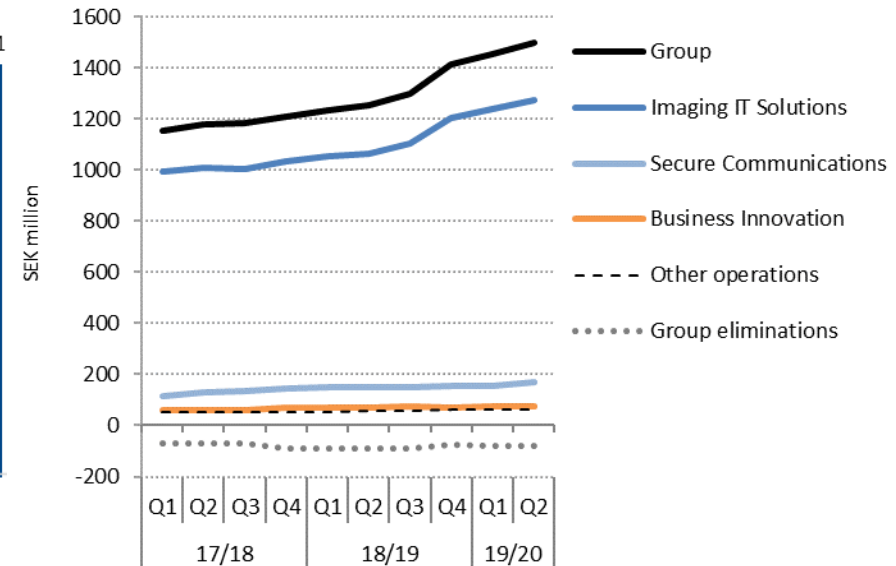 1
SEK million
1600
1400
1200
1000
800
600
400
200
0
-200
Q1 Q2 Q3 Q4 Q1 Q2 Q3 Q4 Q1 Q2
17/18 18/19 19/20
Group
Imaging IT Solutions
Secure Communications
Business Innovation
Other operations
Group eliminations